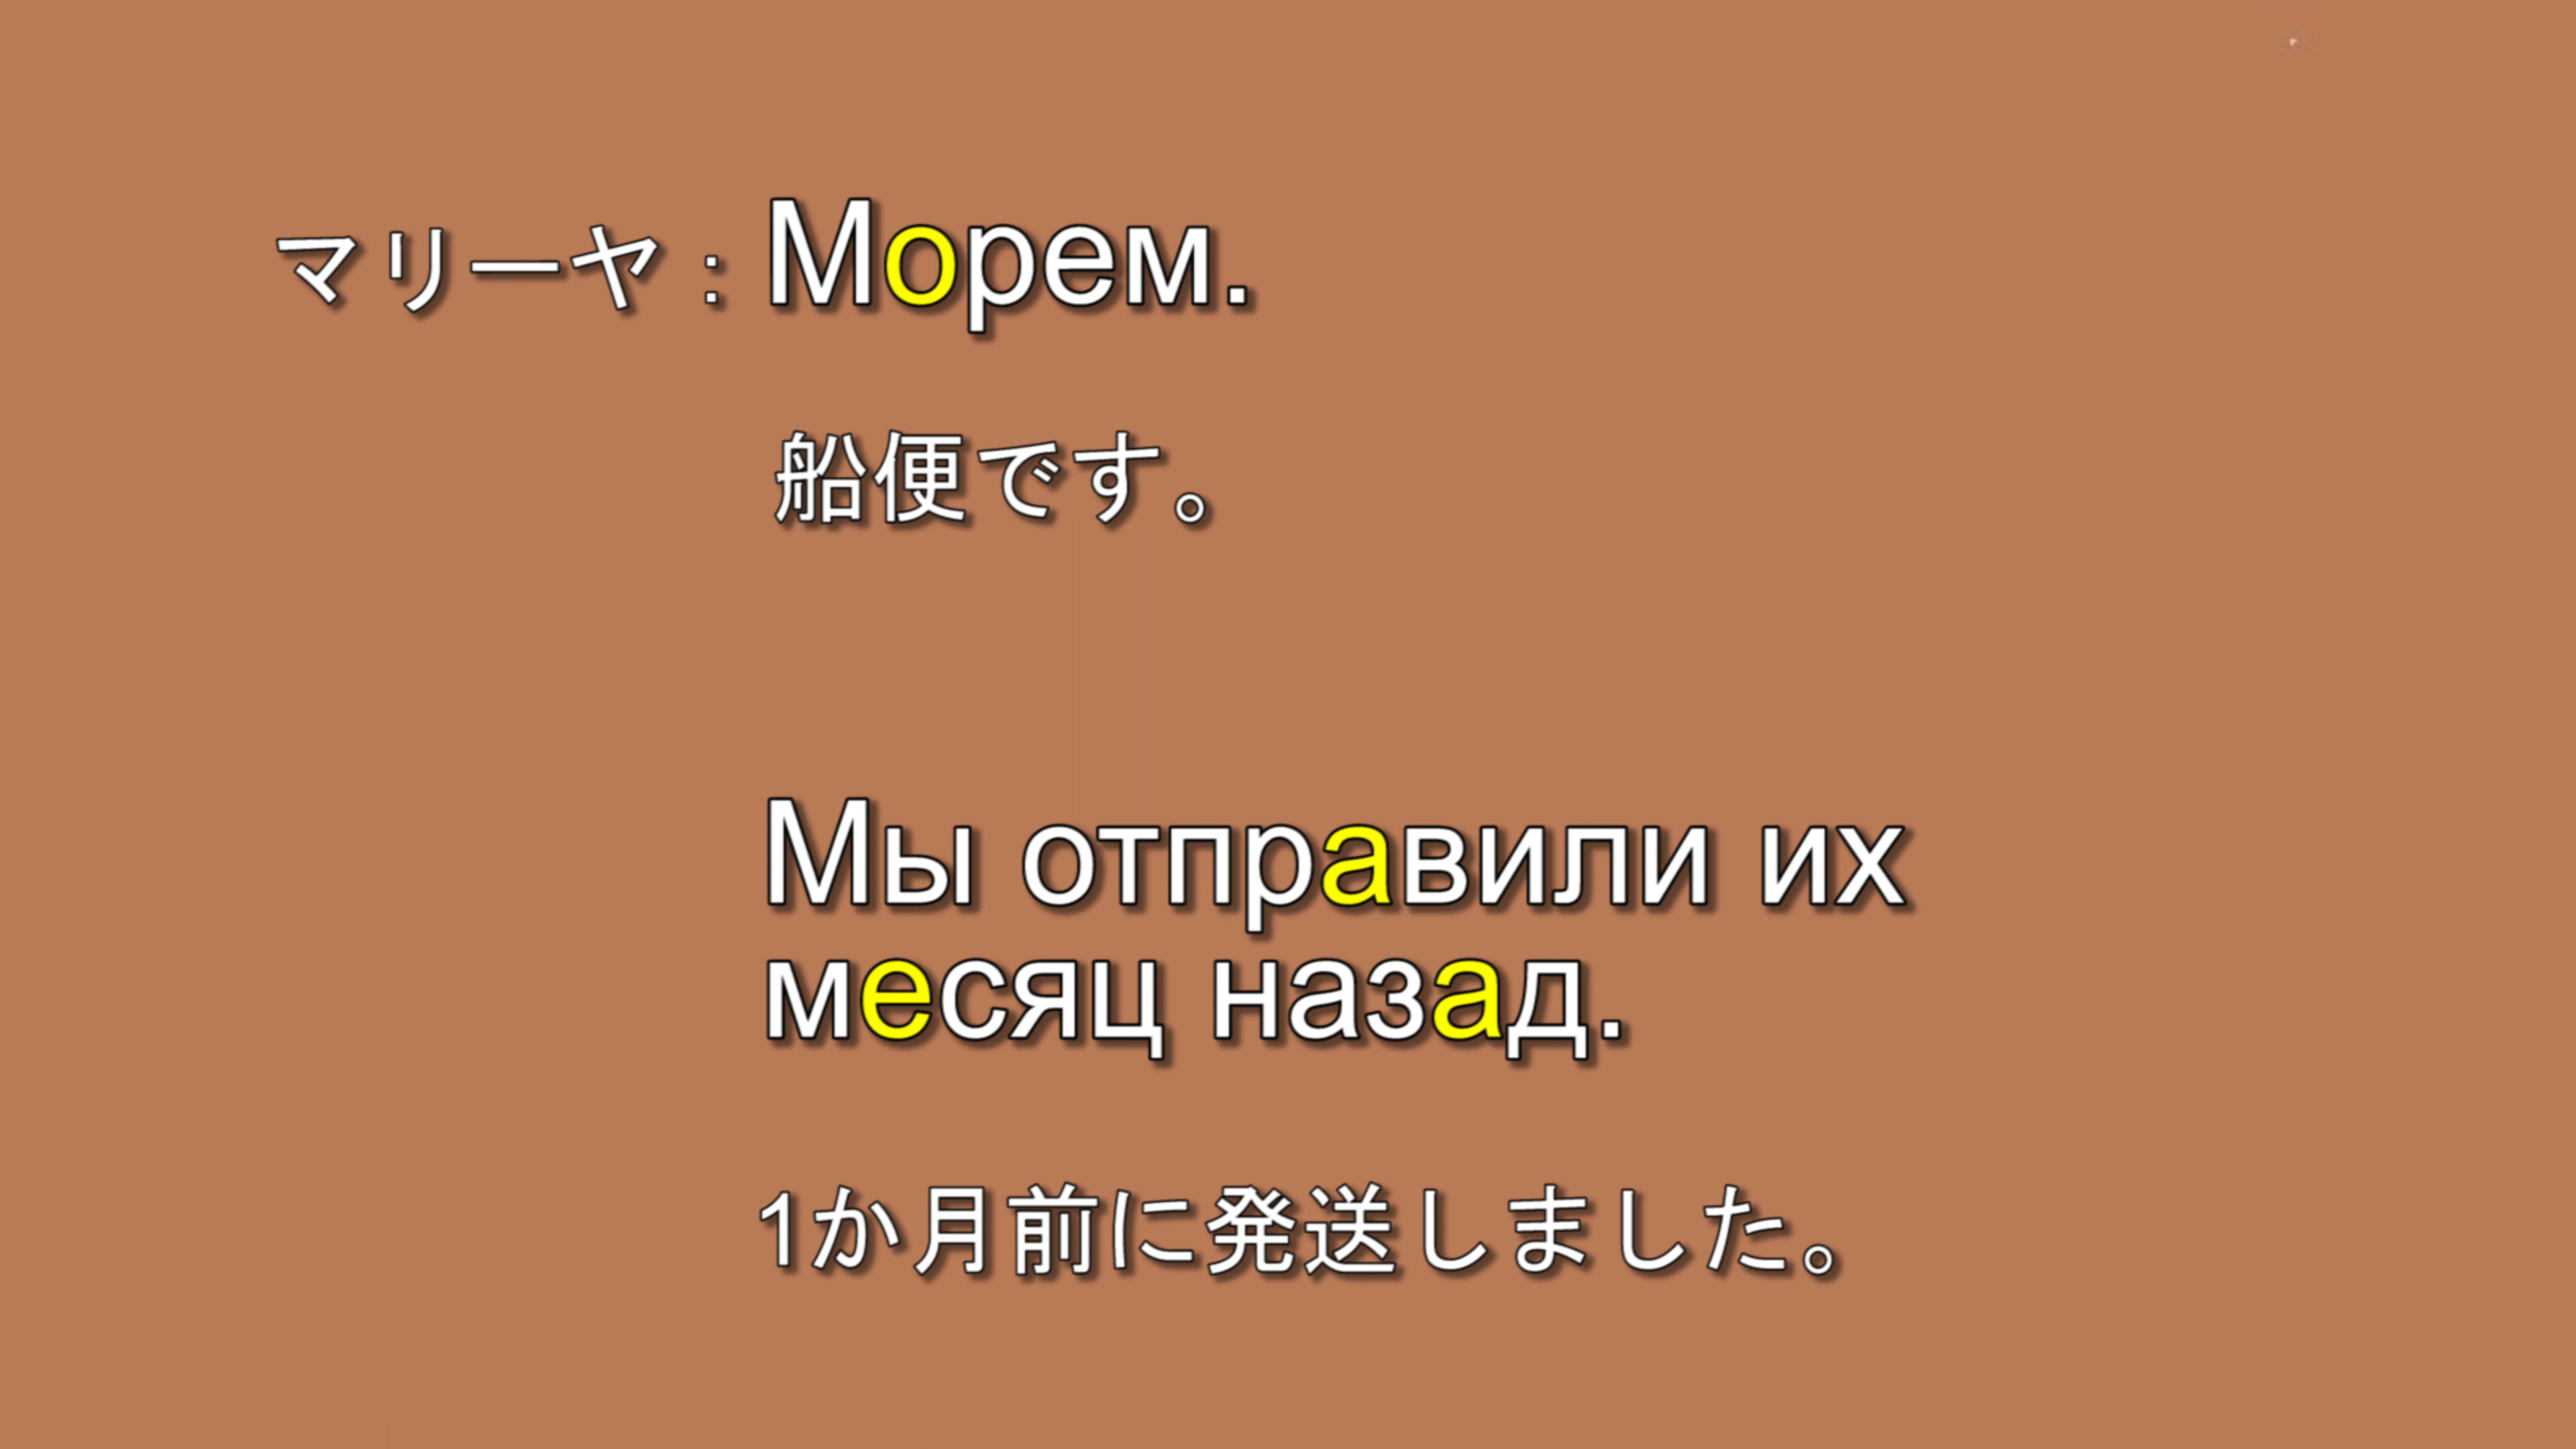 マリーヤ：Морем.
船便です。
Мы отправили их
месяц назад.
1か月前に発送しました。